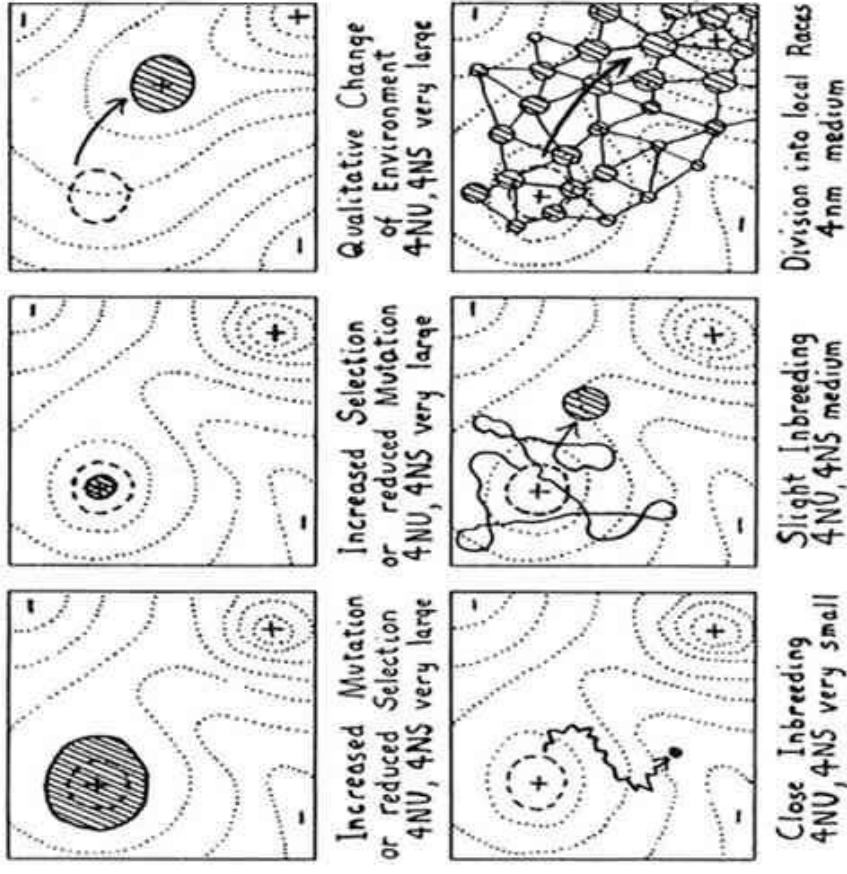 −
+
+
−
Increased Mutation
or reduced Selection
4NU, 4NS very large
−
+
+
−
Increased Selection
or reduced Mutation
4NU, 4NS very large
−
+
− +
Qualitative Change
of Environment
4NU, 4NS very large
−
+
+
−
Close Inbreeding
4NU, 4NS very small
−
+
+
−
Slight Inbreeding
4NU, 4NS medium
−
+
+
−
Division into local Races
4nm medium